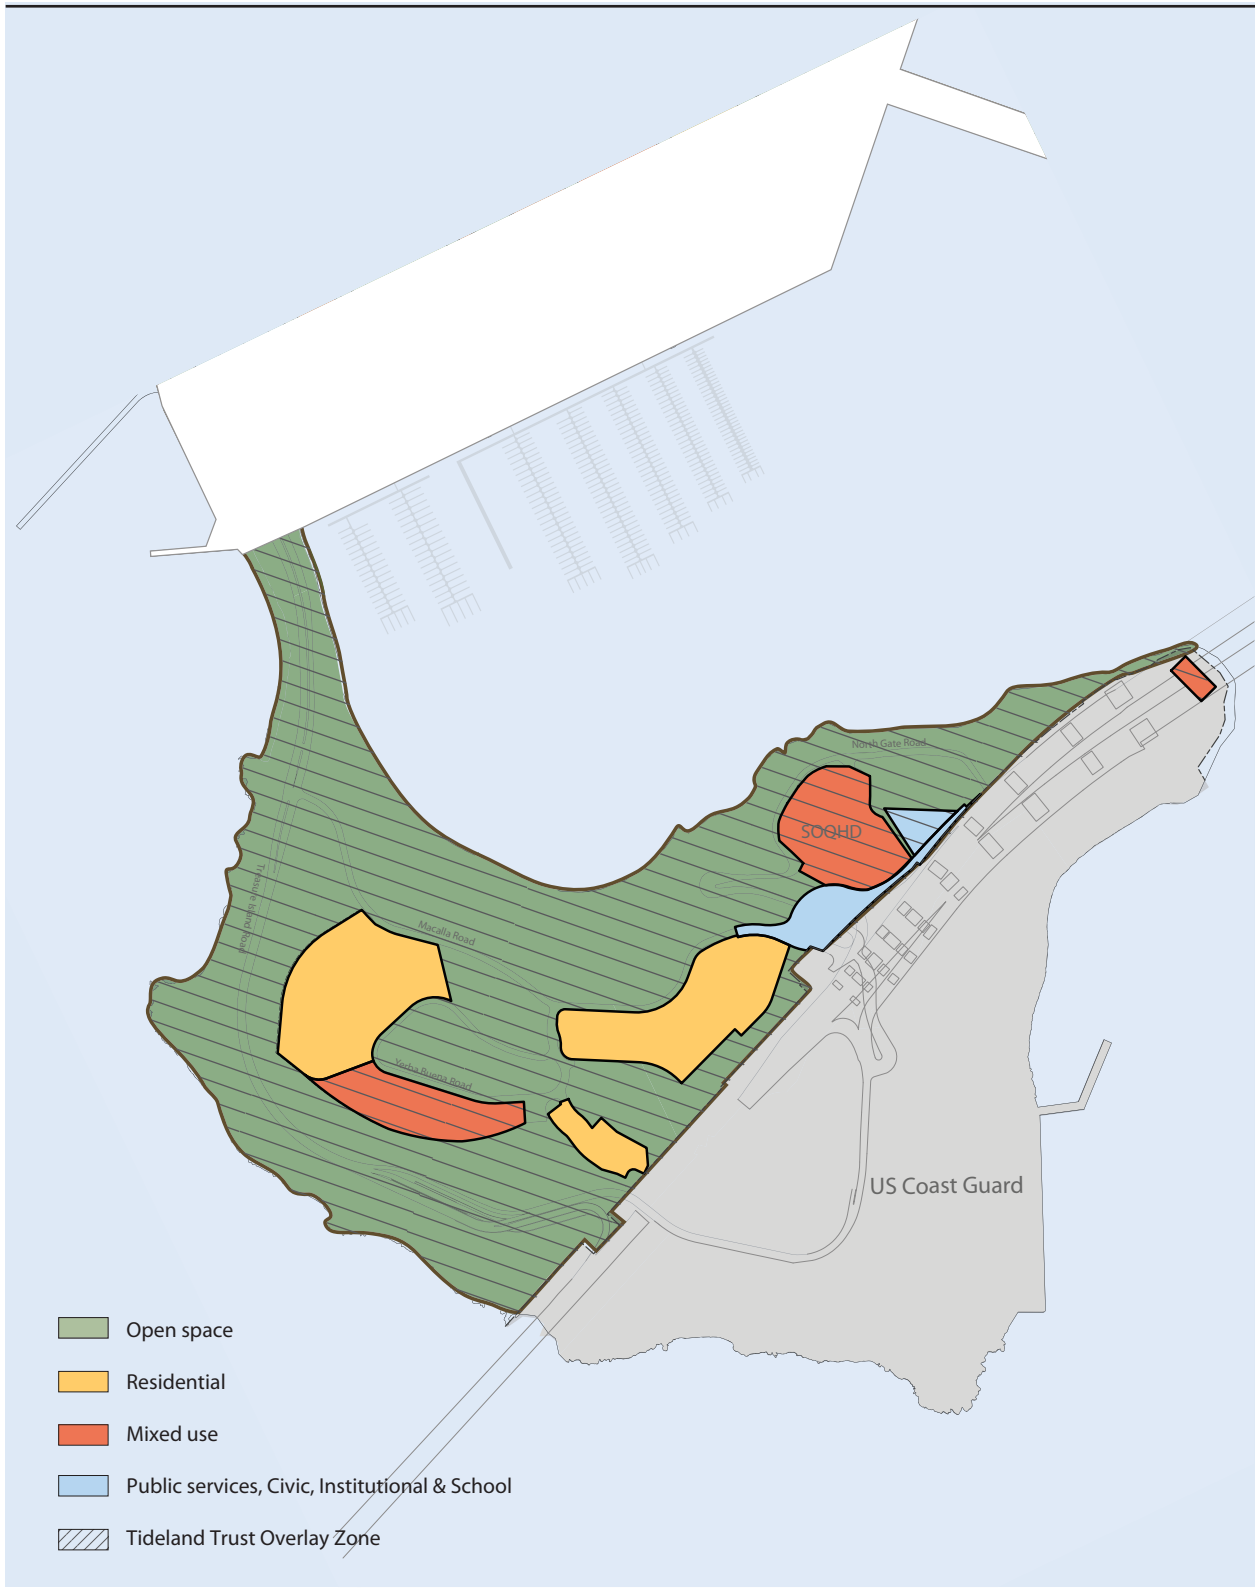 North Gate Road
SOQHD
Treasure Island Road
Macalla Road
Yerba Buena Road
US Coast Guard
Open space
Residential
Mixed use
Public services, Civic, Institutional & School
Tideland Trust Overlay Zone